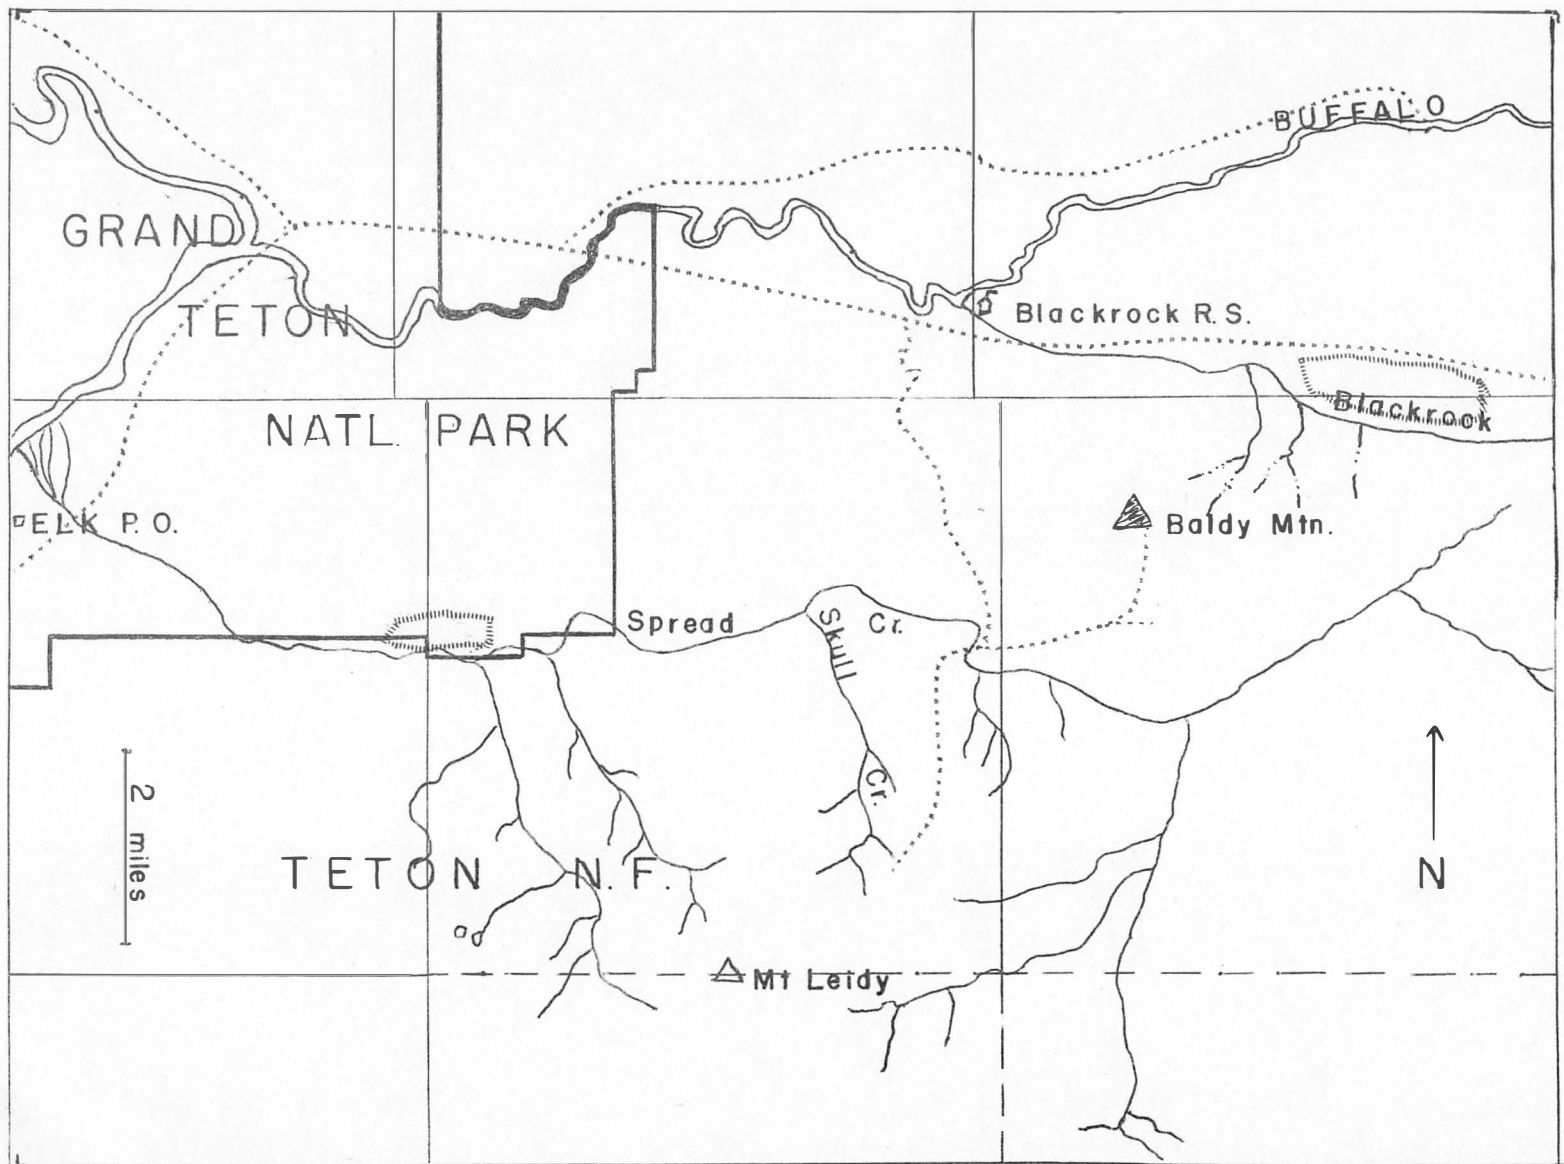 BUFFALO
GRAND
TETON
Blackrock R.S.
Blackrock
NATL. PARK
ELK P.O.
Baldy Mtn.
Spread Cr.
Skull Cr.
2 miles
TETON N.F.
N
Mt Leidy